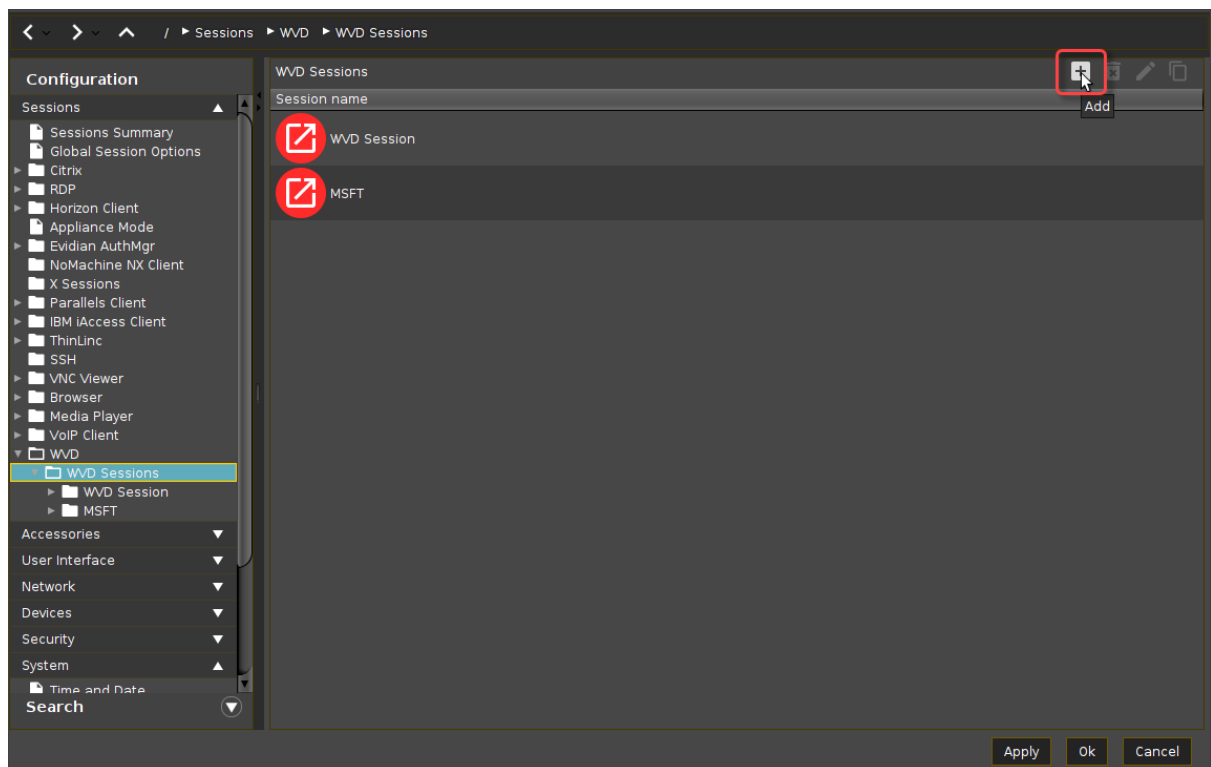 / Sessions WVD WVD Sessions
Configuration
Sessions
Sessions Summary
Global Session Options
Citrix
RDP
Horizon Client
Appliance Mode
Evidian AuthMgr
NoMachine NX Client
X Sessions
Parallels Client
IBM iAccess Client
ThinLinc
SSH
VNC Viewer
Browser
Media Player
VoIP Client
WVD
WVD Sessions
WVD Session
MSFT
Accessories
User Interface
Network
Devices
Security
System
Time and Date
Search
WVD Sessions
Add
Session name
WVD Session
MSFT
Apply Ok Cancel